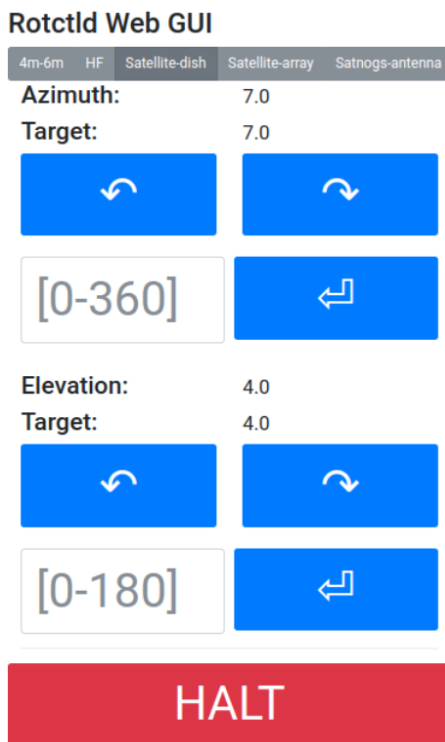 Rotctld Web GUI
4m-6m HF Satellite-dish Satellite-array Satnogs-antenna
Azimuth: 7.0
Target: 7.0
[0-360]
Elevation: 4.0
Target: 4.0
[0-180]
HALT